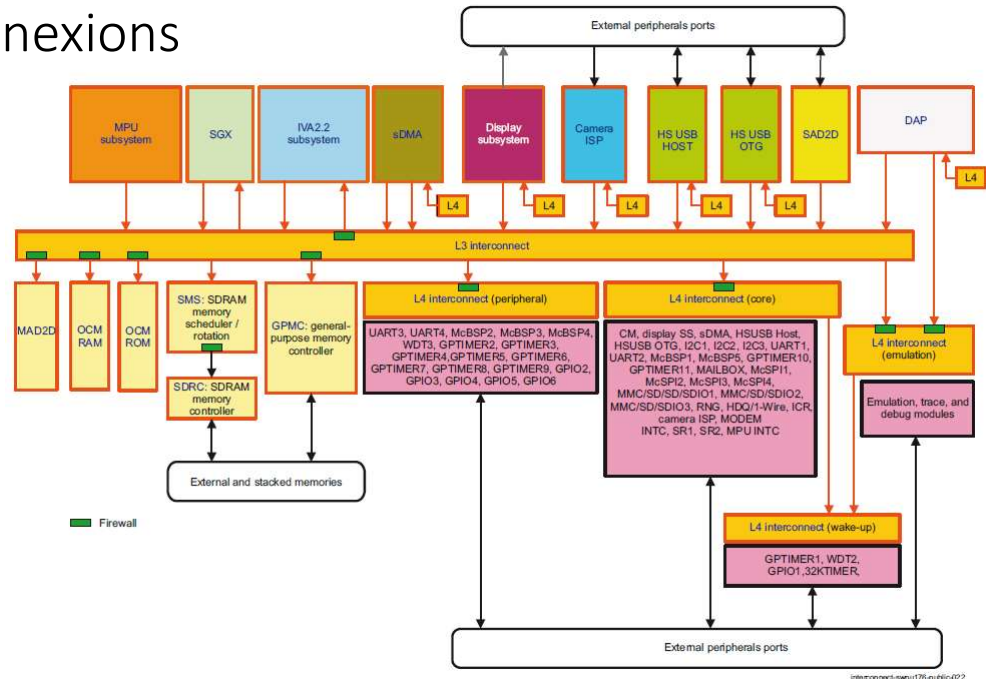 nexions
External peripherals ports
MPU
subsystem
SGX
IVA2.2
subsystem
sDMA
Display
subsystem
Camera
ISP
HS USB
HOST
HS USB
OTG
SAD2D
DAP
L4
L4
L4
L4
L4
L4
L3 interconnect
MAD2D
OCM
RAM
OCM
ROM
SMS: SDRAM
memory
scheduler /
rotation
SDRC: SDRAM
memory
controller
GPMC: general-
purpose memory
controller
External and stacked memories
Firewall
L4 interconnect (peripheral)
UART3, UART4, McBSP2, McBSP3, McBSP4,
WDT3, GPTIMER2, GPTIMER3,
GPTIMER4,GPTIMER5, GPTIMER6,
GPTIMER7, GPTIMER8, GPTIMER9, GPIO2,
GPIO3, GPIO4, GPIO5, GPIO6
L4 interconnect (core)
CM, display SS, sDMA, HSUSB Host,
HSUSB OTG, I2C1, I2C2, I2C3, UART1,
UART2, McBSP1, McBSP5, GPTIMER10,
GPTIMER11, MAILBOX, McSPI1,
McSPI2, McSPI3, McSPI4,
MMC/SD/SD/SDIO1, MMC/SD/SDIO2,
MMC/SD/SDIO3, RNG, HDQ/1-Wire, ICR,
camera ISP, MODEM
INTC, SR1, SR2, MPU INTC
L4 interconnect
(emulation)
Emulation, trace, and
debug modules
L4 interconnect (wake-up)
GPTIMER1, WDT2,
GPIO1,32KTIMER,
External peripherals ports
interconnect-swpu176-public-022